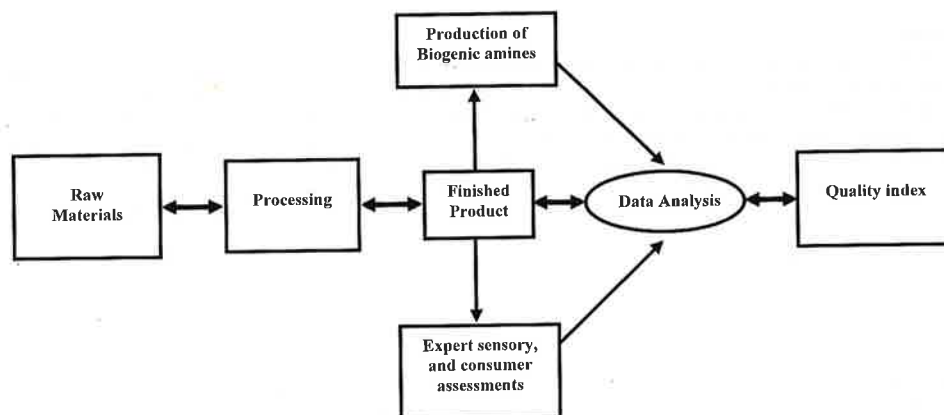 Production of
Biogenic amines
Raw
Materials
Processing
Finished
Product
Data Analysis
Quality index
Expert sensory,
and consumer
assessments